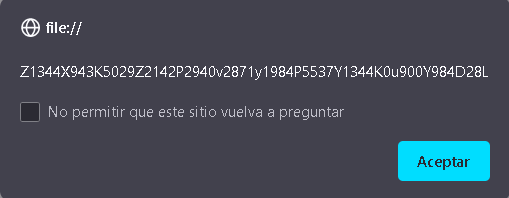 file://
Z1344X943K5029Z2142P2940v2871y1984P5537Y1344K0u900Y984D28L
No permitir que este sitio vuelva a preguntar
Aceptar